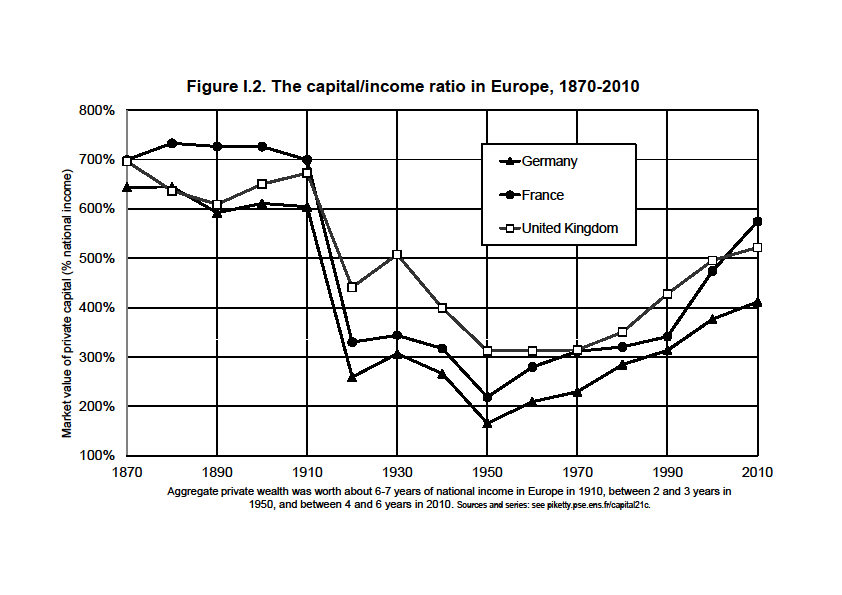 Figure I.2. The capital/income ratio in Europe, 1870-2010
Market value of private capital (% national income)
800%
700%
600%
500%
400%
300%
200%
100%
Germany
France
United Kingdom
1870 1890 1910 1930 1950 1970 1990 2010
Aggregate private wealth was worth about 6-7 years of national income in Europe in 1910, between 2 and 3 years in
1950, and between 4 and 6 years in 2010. Sources and series: see piketty.pse.ens.fr/capital21c.